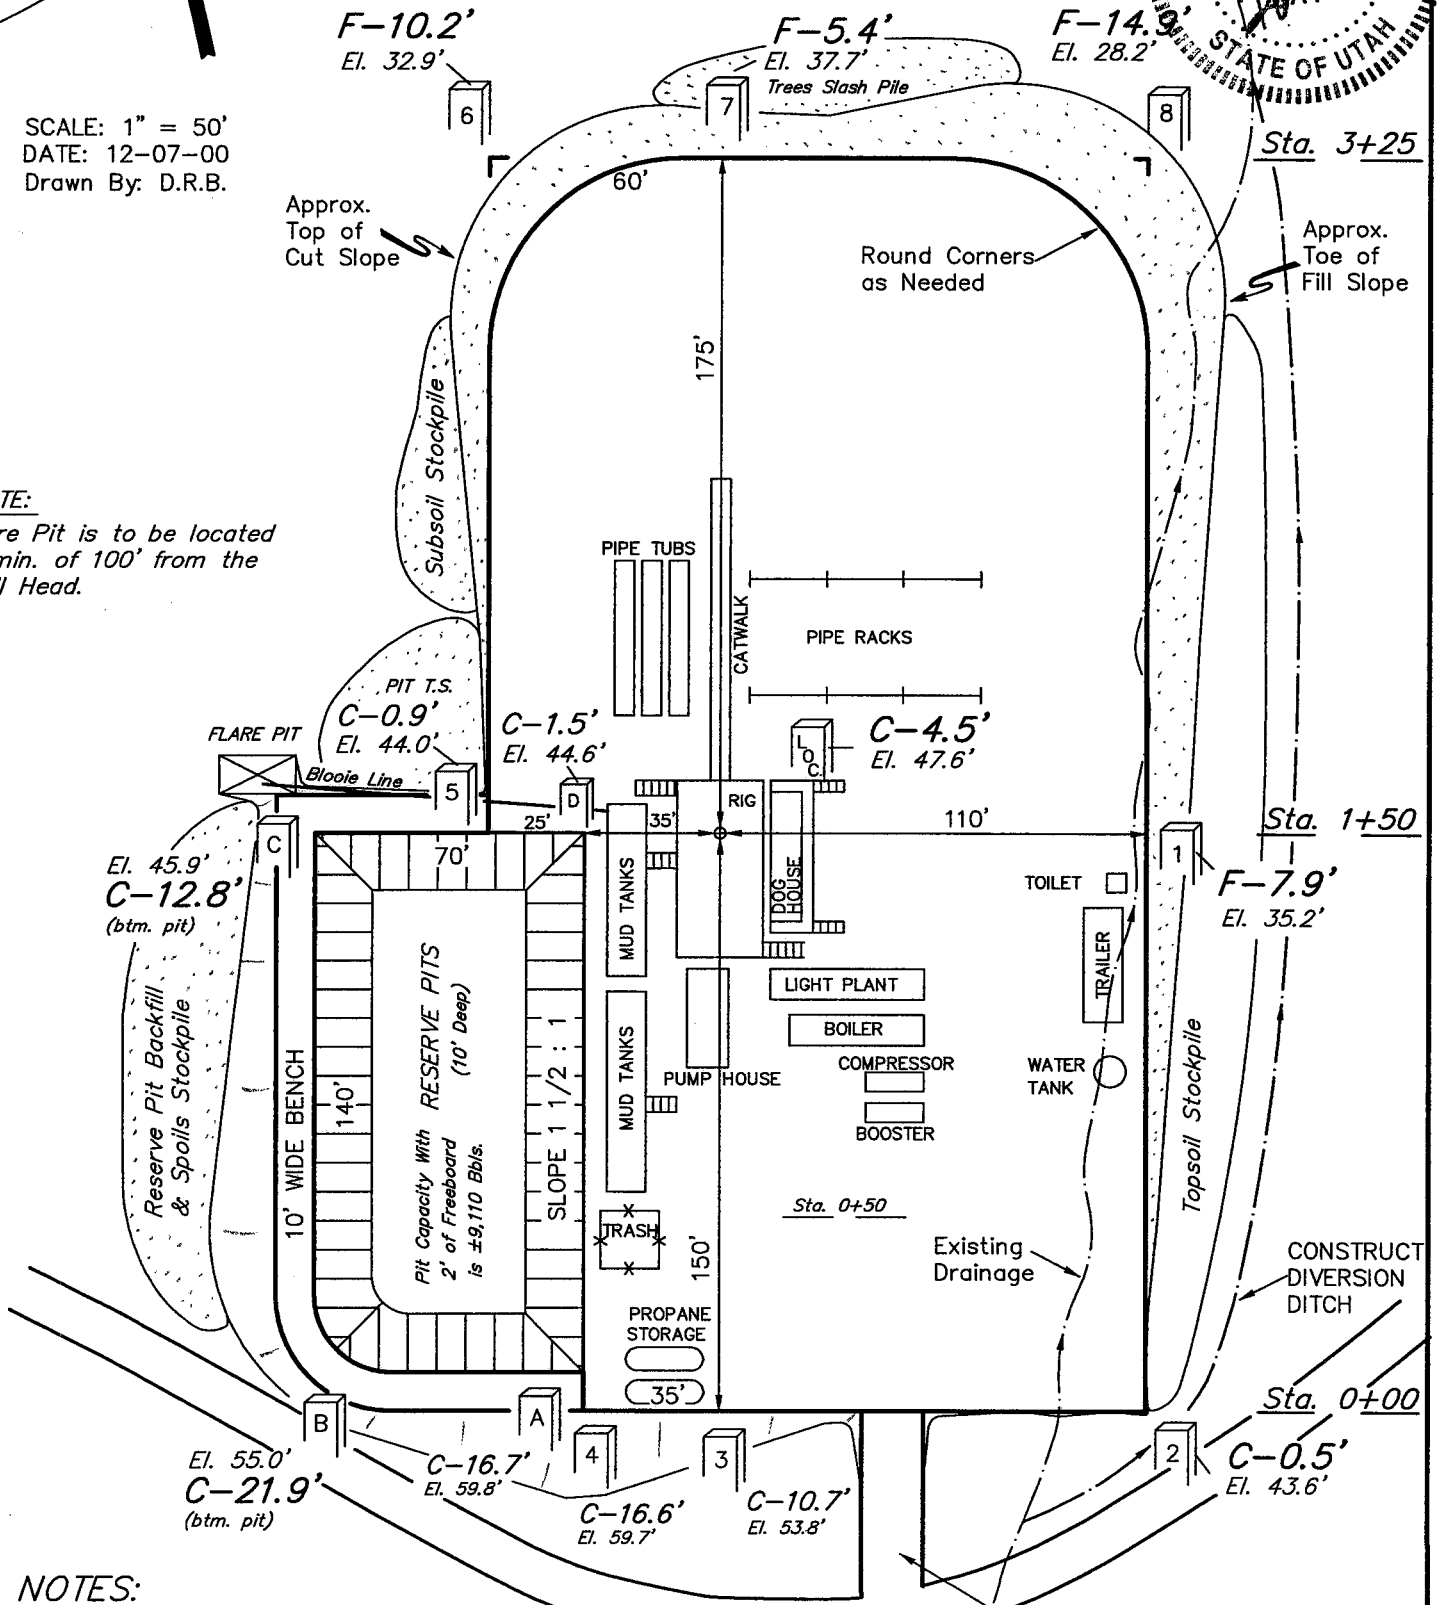 F-10.2'
El. 32.9'
6
F-5.4'
El. 37.7'
Trees Slash Pile
7
F-14.9'
El. 28.2'
8
STATE OF UTAH
SCALE: 1" = 50'
DATE: 12-07-00
Drawn By: D.R.B.
Sta. 3+25
60'
Approx.
Top of
Cut Slope
Round Corners
as Needed
Approx.
Toe of
Fill Slope
175'
Subsoil Stockpile
TE:
re Pit is to be located
min. of 100' from the
ll Head.
PIPE TUBS
CATWALK
PIPE RACKS
PIT T.S.
C-0.9'
El. 44.0'
5
C-1.5'
El. 44.6'
D
LOC.
C-4.5'
El. 47.6'
FLARE PIT
Blooie Line
RIG
25'
35'
110'
Sta. 1+50
C
El. 45.9'
C-12.8'
(btm. pit)
70'
MUD TANKS
DOG
HOUSE
TOILET
1
F-7.9'
El. 35.2'
TRAILER
LIGHT PLANT
BOILER
Reserve Pit Backfill
& Spoils Stockpile
10' WIDE BENCH
140'
RESERVE PITS
(10' Deep)
Pit Capacity With
2' of Freeboard
is ±9,110 Bbls.
SLOPE 1 1/2 : 1
MUD TANKS
PUMP HOUSE
COMPRESSOR
BOOSTER
WATER
TANK
Topsoil Stockpile
Sta. 0+50
TRASH
150'
Existing
Drainage
CONSTRUCT
DIVERSION
DITCH
PROPANE
STORAGE
35'
Sta. 0+00
B
A
4
3
2
El. 55.0'
C-21.9'
(btm. pit)
C-16.7'
El. 59.8'
C-16.6'
El. 59.7'
C-10.7'
El. 53.8'
C-0.5'
El. 43.6'
NOTES: